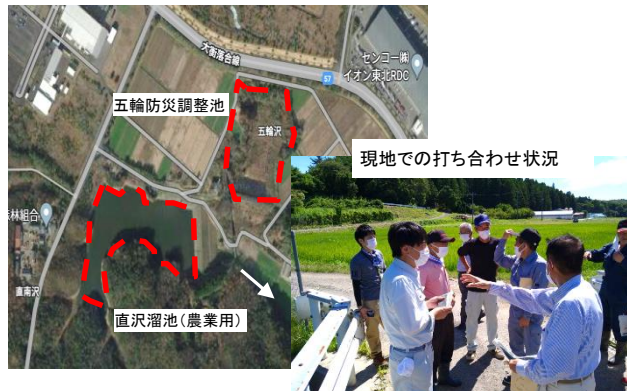 大衡落合線
57
センコー㈱
イオン東北RDC
五輪防災調整池
五輪沢
現地での打ち合わせ状況
林組合
直南沢
直沢溜池(農業用)